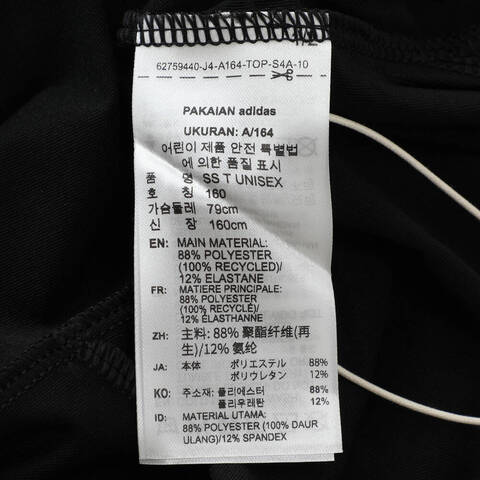 62759440-J4-A164-TOP-S4A-10
PAKAIAN adidas
UKURAN: A/164
어린이 제품 안전 특별법
에 의한 품질 표시
품 명 SS T UNISEX
호 칭 160
가슴둘레 79cm
신 장 160cm
EN: MAIN MATERIAL:
88% POLYESTER
(100% RECYCLED)/
12% ELASTANE
FR: MATIERE PRINCIPALE:
88% POLYESTER
(100% RECYCLÉ)/
12% ÉLASTHANNE
ZH: 主料: 88% 聚酯纤维(再
生)/12% 氨纶
JA: 本体 ポリエステル 88%
ポリウレタン 12%
KO: 주소재: 폴리에스터 88%
폴리우레탄 12%
ID: MATERIAL UTAMA:
88% POLYESTER (100% DAUR
ULANG)/12% SPANDEX